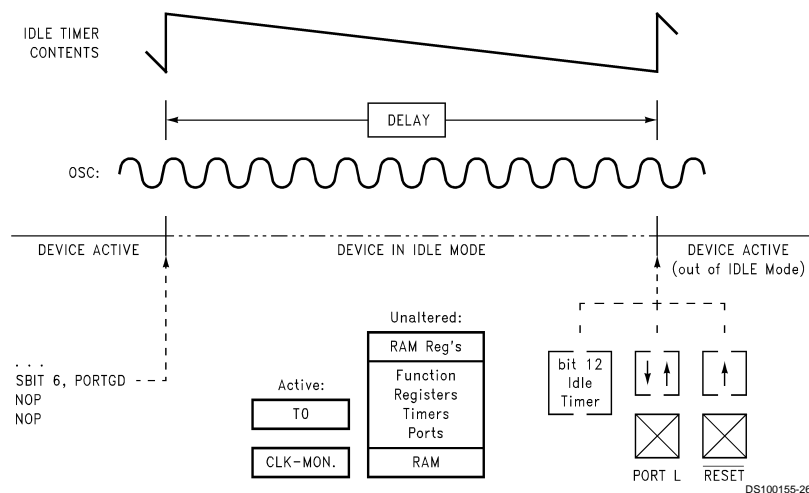 IDLE TIMER
CONTENTS
DELAY
OSC:
DEVICE ACTIVE
DEVICE IN IDLE MODE
DEVICE ACTIVE
(out of IDLE Mode)
. . .
SBIT 6, PORTGD
NOP
NOP
Active:
T0
CLK-MON.
Unaltered:
RAM Reg's
Function
Registers
Timers
Ports
RAM
bit 12
Idle
Timer
PORT L
RESET
DS100155-26